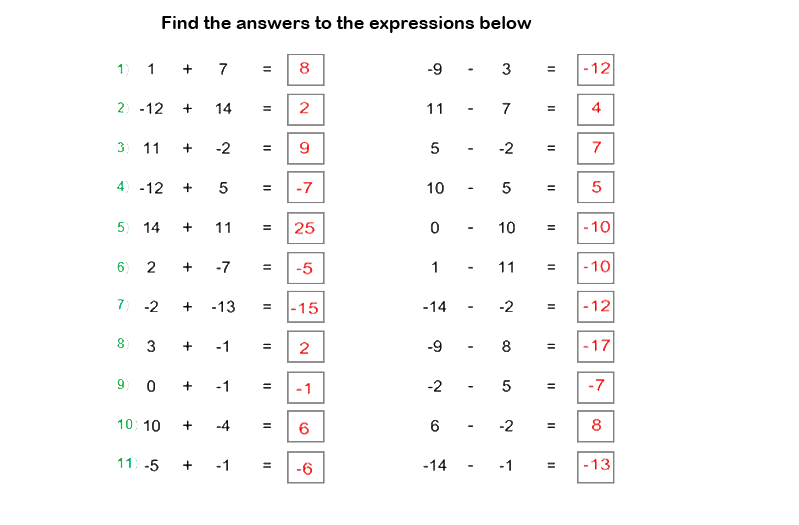 Find the answers to the expressions below
1) 1 + 7 = 8 -9 - 3 = -12
2) -12 + 14 = 2 11 - 7 = 4
3) 11 + -2 = 9 5 - -2 = 7
4) -12 + 5 = -7 10 - 5 = 5
5) 14 + 11 = 25 0 - 10 = -10
6) 2 + -7 = -5 1 - 11 = -10
7) -2 + -13 = -15 -14 - -2 = -12
8) 3 + -1 = 2 -9 - 8 = -17
9) 0 + -1 = -1 -2 - 5 = -7
10) 10 + -4 = 6 6 - -2 = 8
11) -5 + -1 = -6 -14 - -1 = -13